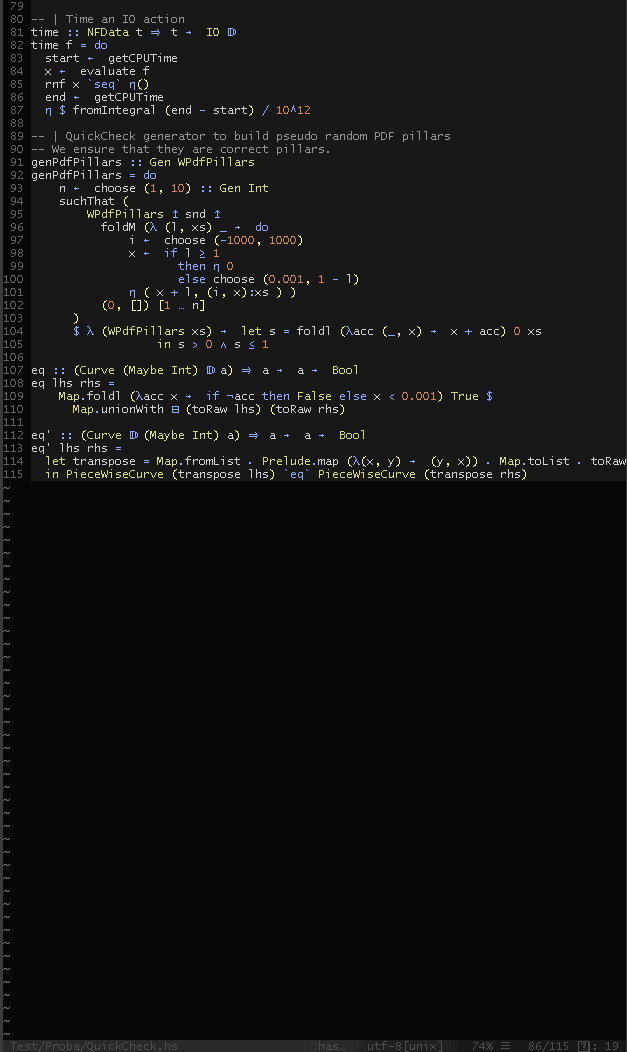 79
80 -- | Time an IO action
81 time :: NFData t ⇒ t → IO 𝔻
82 time f = do
83   start ← getCPUTime
84   x ← evaluate f
85   rnf x `seq` η()
86   end ← getCPUTime
87   η $ fromIntegral (end - start) / 10^12
88
89 -- | QuickCheck generator to build pseudo random PDF pillars
90 -- We ensure that they are correct pillars.
91 genPdfPillars :: Gen WPdfPillars
92 genPdfPillars = do
93     n ← choose (1, 10) :: Gen Int
94     suchThat (
95         WPdfPillars ↥ snd ↥
96           foldM (λ (l, xs) _ → do
97               i ← choose (-1000, 1000)
98               x ← if l ≥ 1
99                      then η 0
100                      else choose (0.001, 1 - l)
101               η ( x + l, (i, x):xs ) )
102           (0, []) [1 … n]
103       )
104       $ λ (WPdfPillars xs) → let s = foldl (λacc (_, x) → x + acc) 0 xs
105                   in s > 0 ∧ s ≤ 1
106
107 eq :: (Curve (Maybe Int) 𝔻 a) ⇒ a → a → Bool
108 eq lhs rhs =
109     Map.foldl (λacc x → if ¬acc then False else x < 0.001) True $
110       Map.unionWith ⊟ (toRaw lhs) (toRaw rhs)
111
112 eq' :: (Curve 𝔻 (Maybe Int) a) ⇒ a → a → Bool
113 eq' lhs rhs =
114   let transpose = Map.fromList . Prelude.map (λ(x, y) → (y, x)) . Map.toList . toRaw
115   in PieceWiseCurve (transpose lhs) `eq` PieceWiseCurve (transpose rhs)
Test/Proba/QuickCheck.hs has… utf-8[unix] 74% ☰ 86/115 : 19